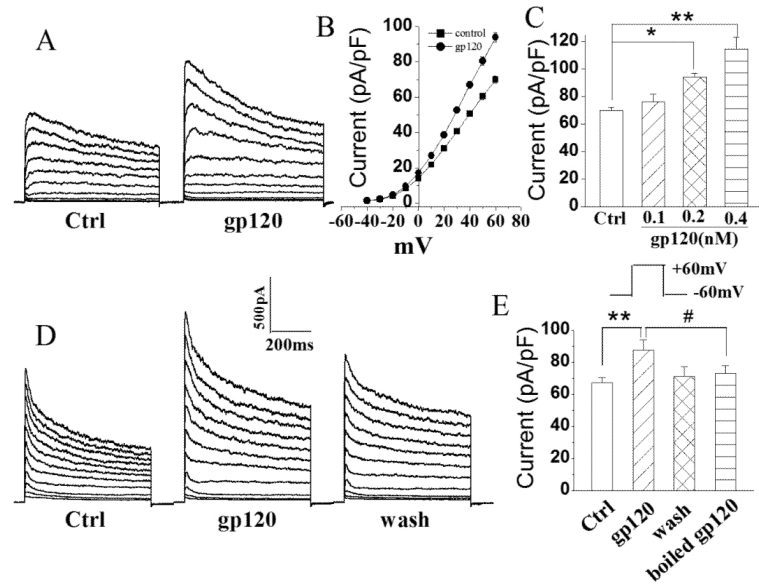 A
Ctrl
gp120
B
Current (pA/pF)
100
80
60
40
20
0
control
gp120
-60 -40 -20 0 20 40 60 80
mV
C
Current (pA/pF)
120
100
80
60
40
20
0
*
**
Ctrl
0.1
0.2
0.4
gp120(nM)
D
500pA
200ms
Ctrl
gp120
wash
+60mV
-60mV
E
Current (pA/pF)
100
80
60
40
20
0
**
#
Ctrl
gp120
wash
boiled gp120